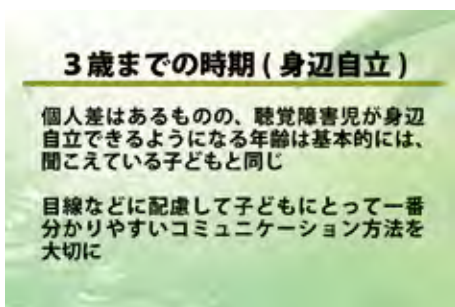 3歳までの時期(身辺自立)
個人差はあるものの、聴覚障害児が身辺
自立できるようになる年齢は基本的には、
聞こえている子どもと同じ
目線などに配慮して子どもにとって一番
分かりやすいコミュニケーション方法を
大切に